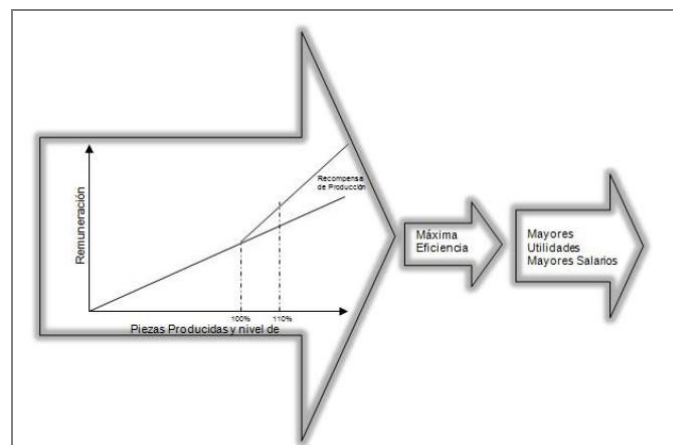 Remuneración
Recompensa
de Producción
100%
110%
Piezas Producidas y nivel de
Máxima
Eficiencia
Mayores
Utilidades
Mayores Salarios